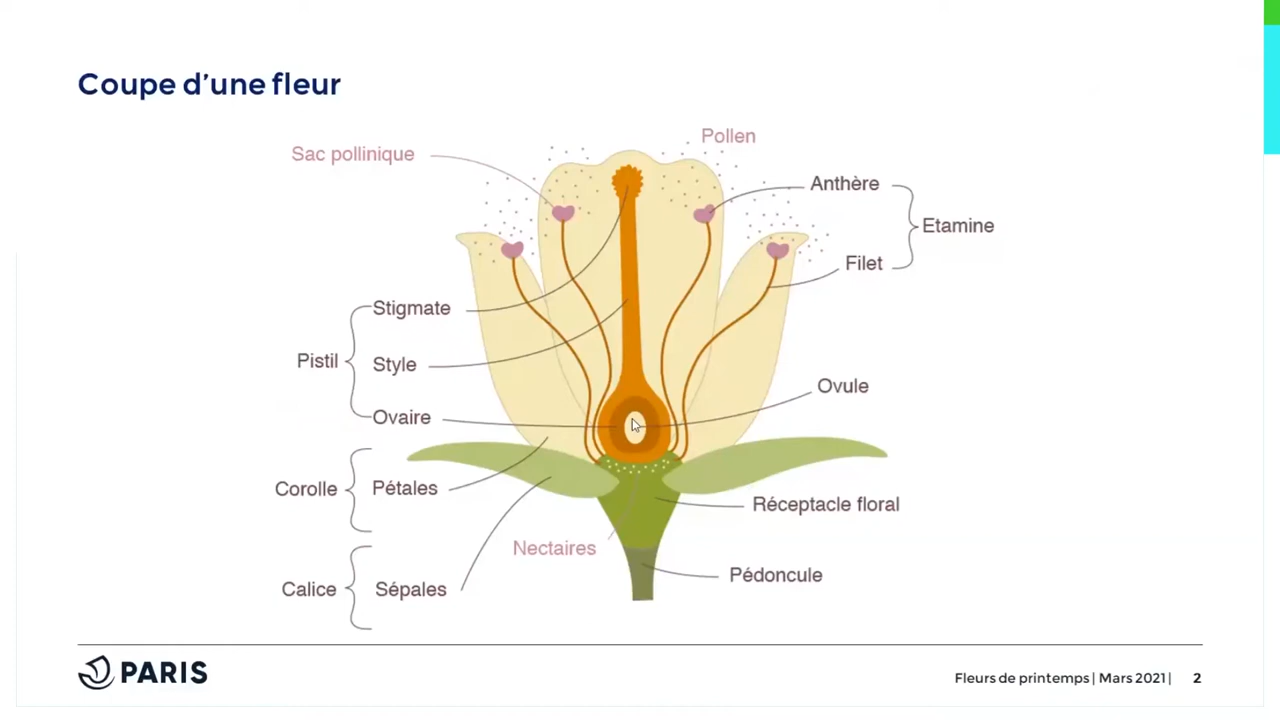 Coupe d’une fleur
Sac pollinique
Pollen
Anthère
Etamine
Filet
Stigmate
Pistil
Style
Ovule
Ovaire
Corolle
Pétales
Réceptacle floral
Nectaires
Pédoncule
Calice
Sépales
PARIS
Fleurs de printemps | Mars 2021 | 2